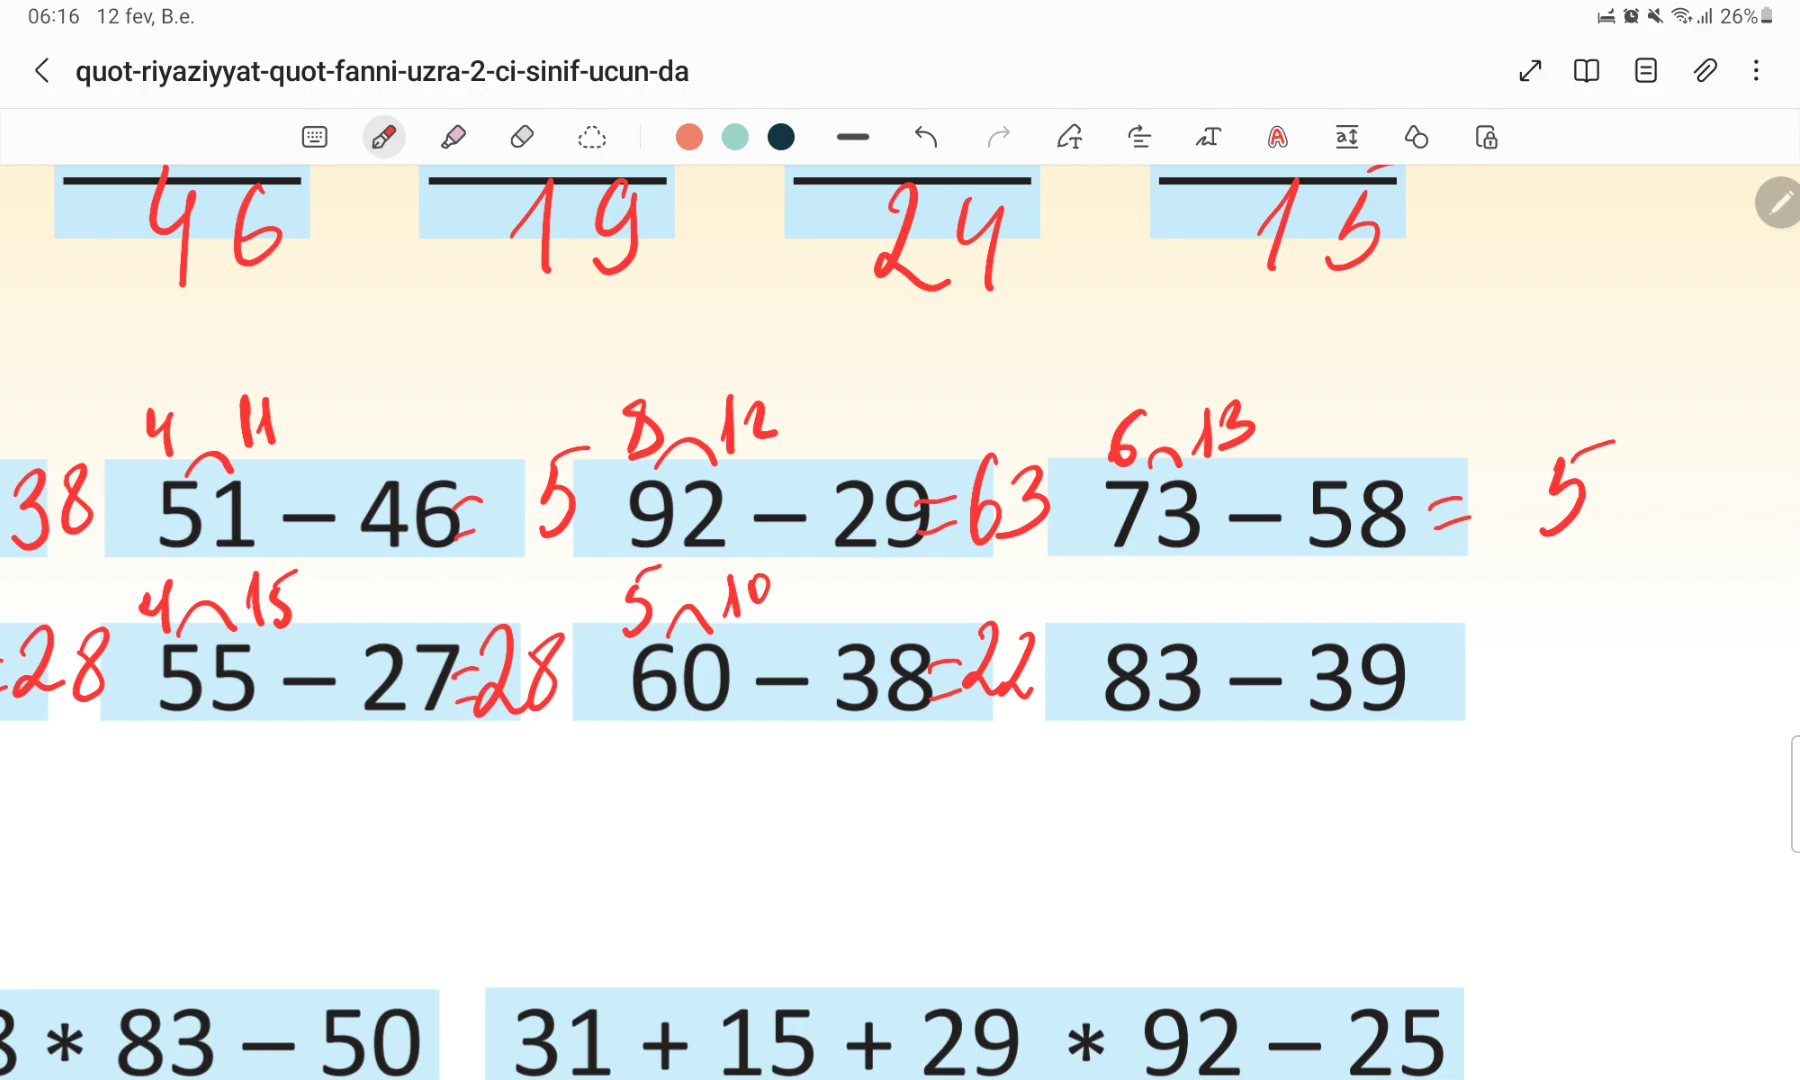 06:16 12 fev, B.e. 26%
quot-riyaziyyat-quot-fanni-uzra-2-ci-sinif-ucun-da
46 19 24 15
4 11 8 12 6 13
38 51 – 46 = 5 92 – 29 = 63 73 – 58 = 5
4 15 5 10
=28 55 – 27 = 28 60 – 38 = 22 83 – 39
* 83 – 50 31 + 15 + 29 * 92 – 25